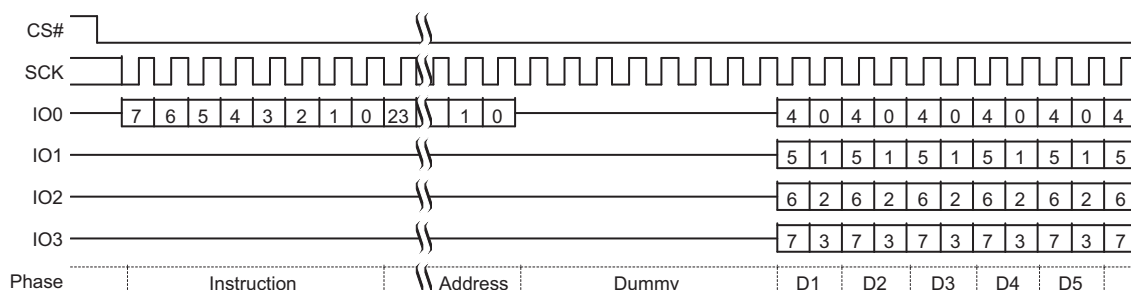 CS#
SCK
IO0 7 6 5 4 3 2 1 0 23 1 0 4 0 4 0 4 0 4 0 4 0 4
IO1 5 1 5 1 5 1 5 1 5 1 5
IO2 6 2 6 2 6 2 6 2 6 2 6
IO3 7 3 7 3 7 3 7 3 7 3 7
Phase Instruction Address Dummy D1 D2 D3 D4 D5